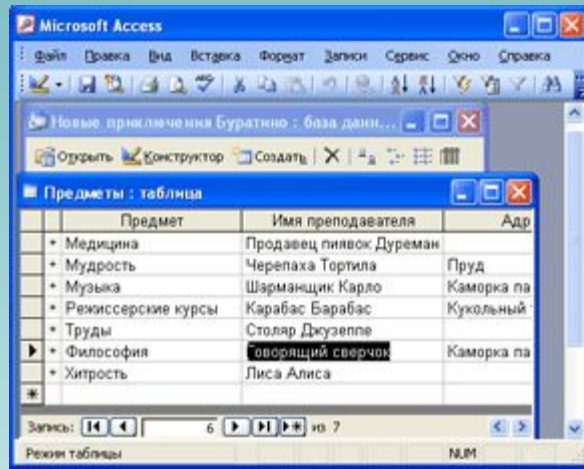 Microsoft Access
Файл Правка Вид Вставка Формат Записи Сервис Окно Справка
Новые приключения Буратино : база данн...
Открыть Конструктор Создать
Предметы : таблица
Предмет Имя преподавателя Адр
+ Медицина Продавец пиявок Дуреман
+ Мудрость Черепаха Тортила Пруд
+ Музыка Шарманщик Карло Каморка па
+ Режиссерские курсы Карабас Барабас Кукольный
+ Труды Столяр Джузеппе
+ Философия Говорящий сверчок Каморка па
+ Хитрость Лиса Алиса
Запись: 6 из 7
Режим таблицы NUM